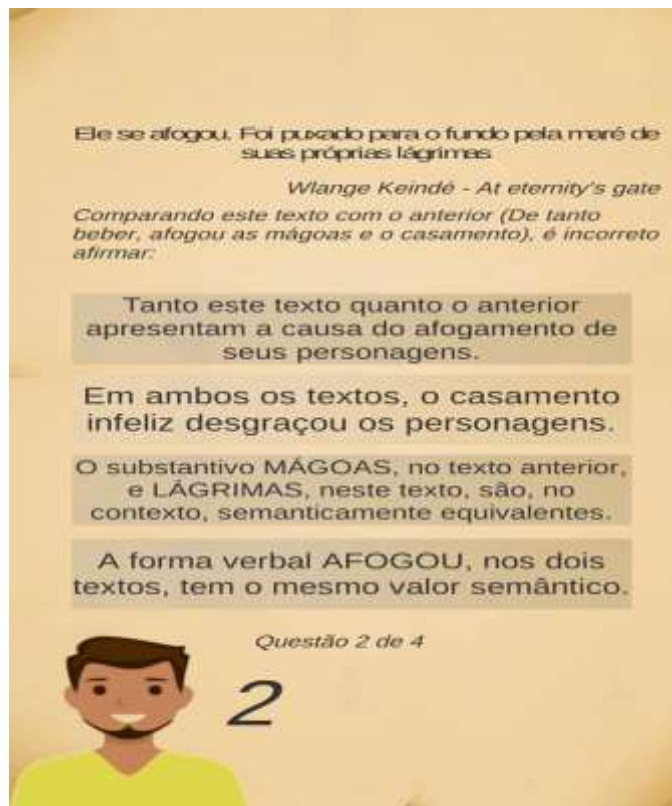 Ele se afogou. Foi puxado para o fundo pela maré de
suas próprias lágrimas
Wlange Keindé - At eternity's gate
Comparando este texto com o anterior (De tanto
beber, afogou as mágoas e o casamento), é incorreto
afirmar:
Tanto este texto quanto o anterior
apresentam a causa do afogamento de
seus personagens.
Em ambos os textos, o casamento
infeliz desgraçou os personagens.
O substantivo MÁGOAS, no texto anterior,
e LÁGRIMAS, neste texto, são, no
contexto, semanticamente equivalentes.
A forma verbal AFOGOU, nos dois
textos, tem o mesmo valor semântico.
Questão 2 de 4
2